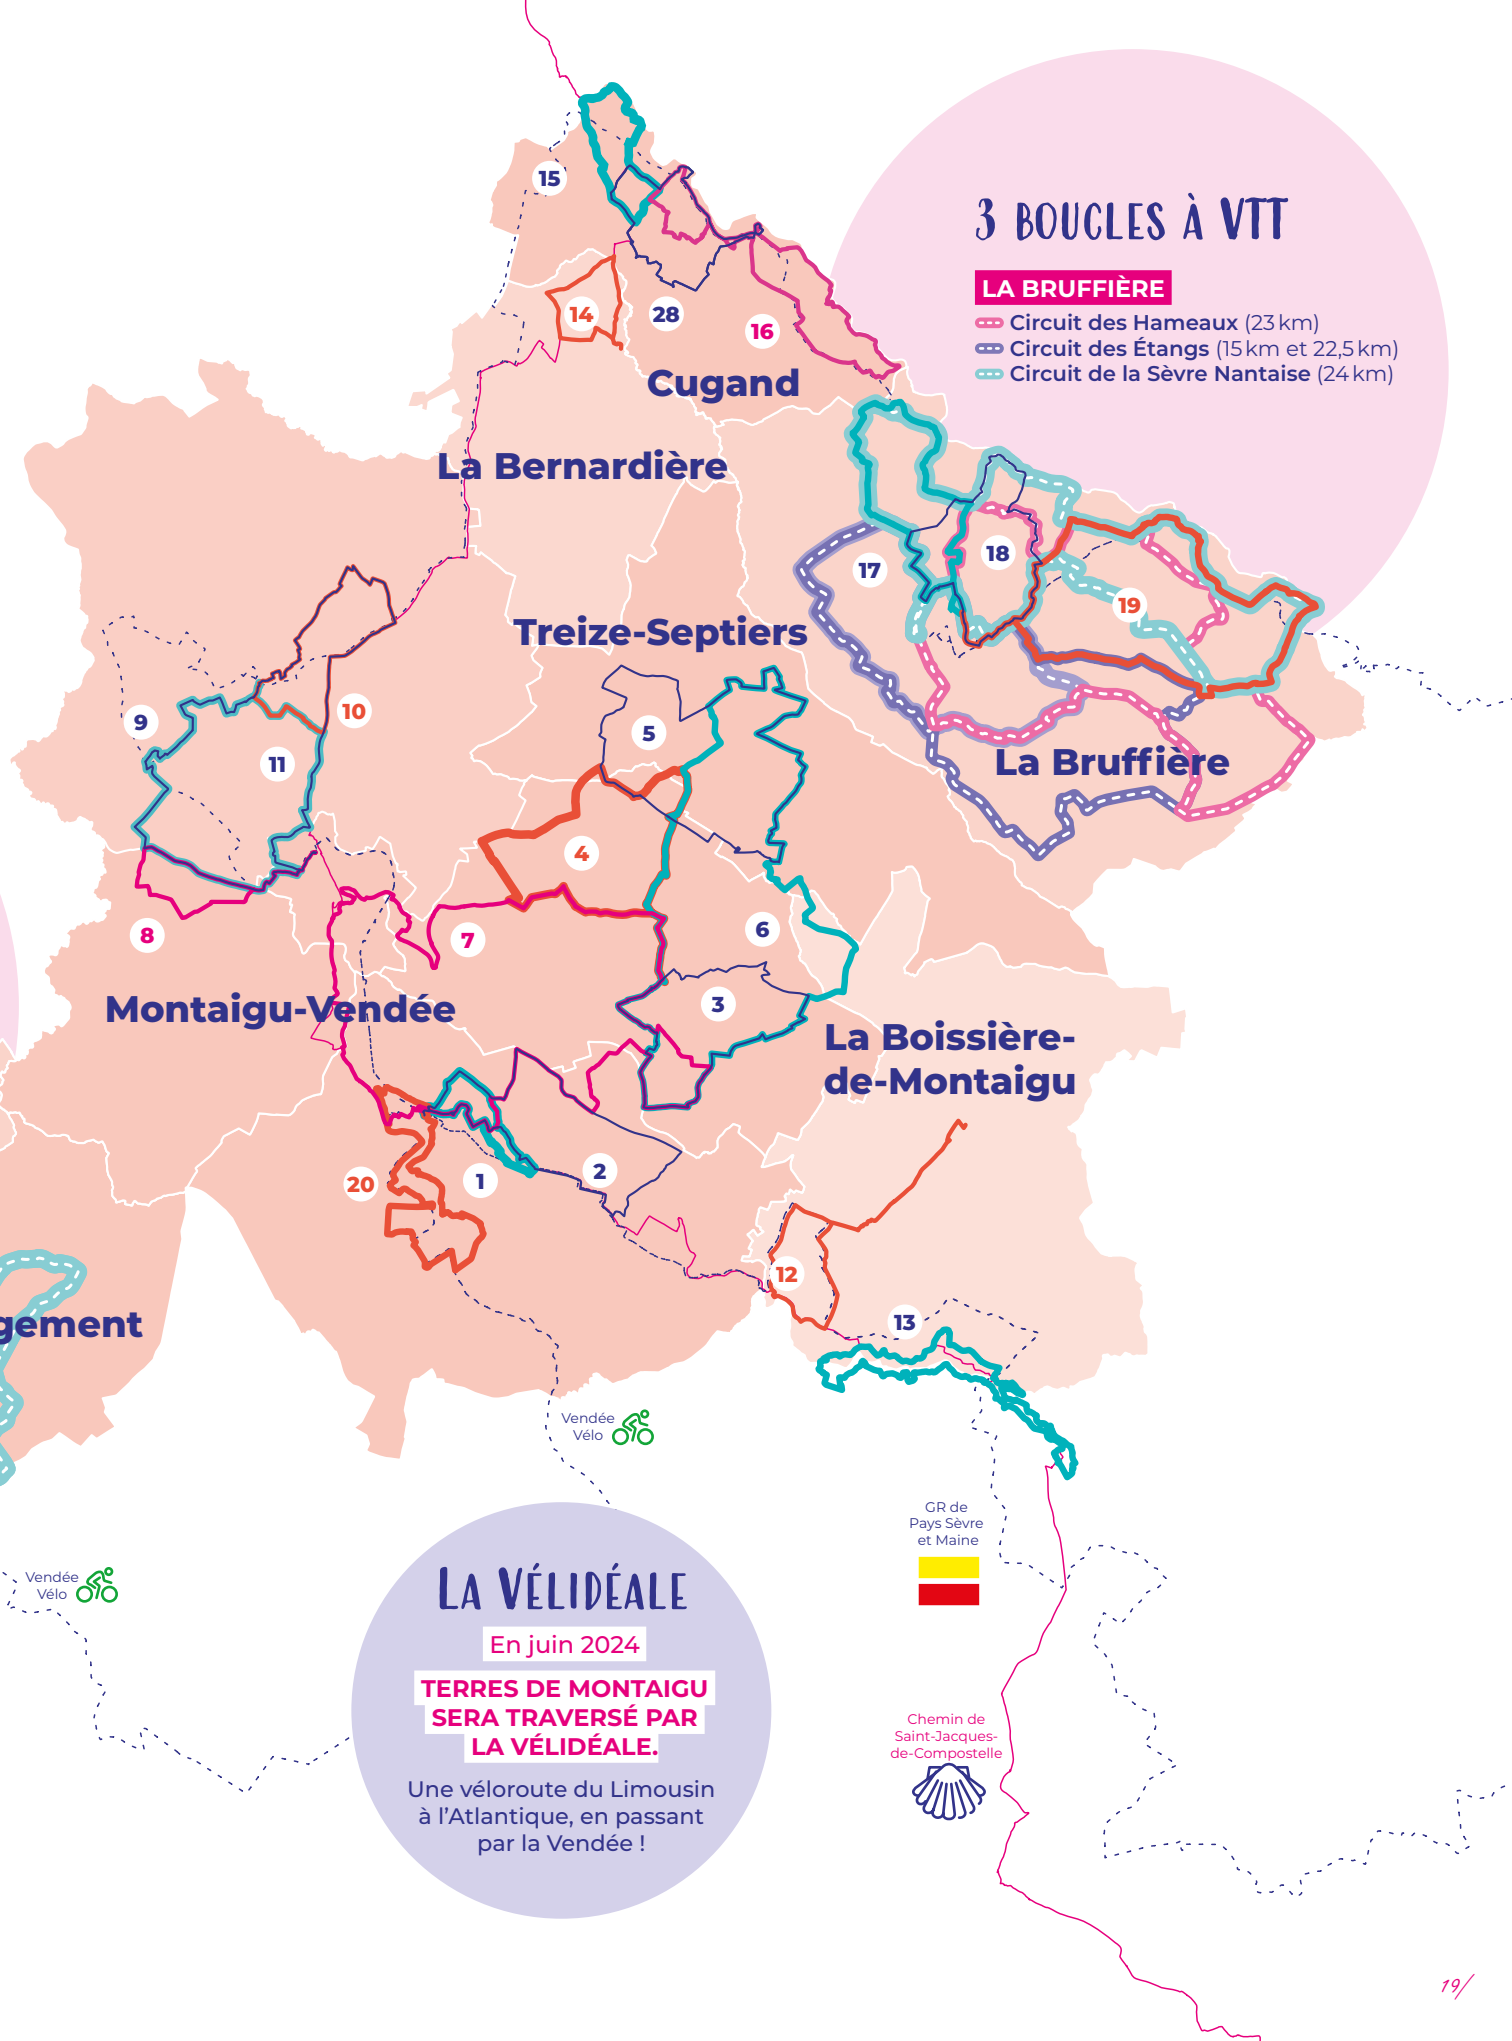 15
3 BOUCLES À VTT
LA BRUFFIÈRE
Circuit des Hameaux (23 km)
Circuit des Étangs (15 km et 22,5 km)
Circuit de la Sèvre Nantaise (24 km)
14
28
16
Cugand
La Bernardière
18
17
19
Treize-Septiers
10
9
5
11
La Bruffière
4
8
7
6
Montaigu-Vendée
3
La Boissière-
de-Montaigu
20
1
2
12
13
gement
Vendée
Vélo
GR de
Pays Sèvre
et Maine
Vendée
Vélo
LA VÉLIDÉALE
En juin 2024
TERRES DE MONTAIGU
SERA TRAVERSÉ PAR
LA VÉLIDÉALE.
Une véloroute du Limousin
à l'Atlantique, en passant
par la Vendée !
Chemin de
Saint-Jacques-
de-Compostelle
19/